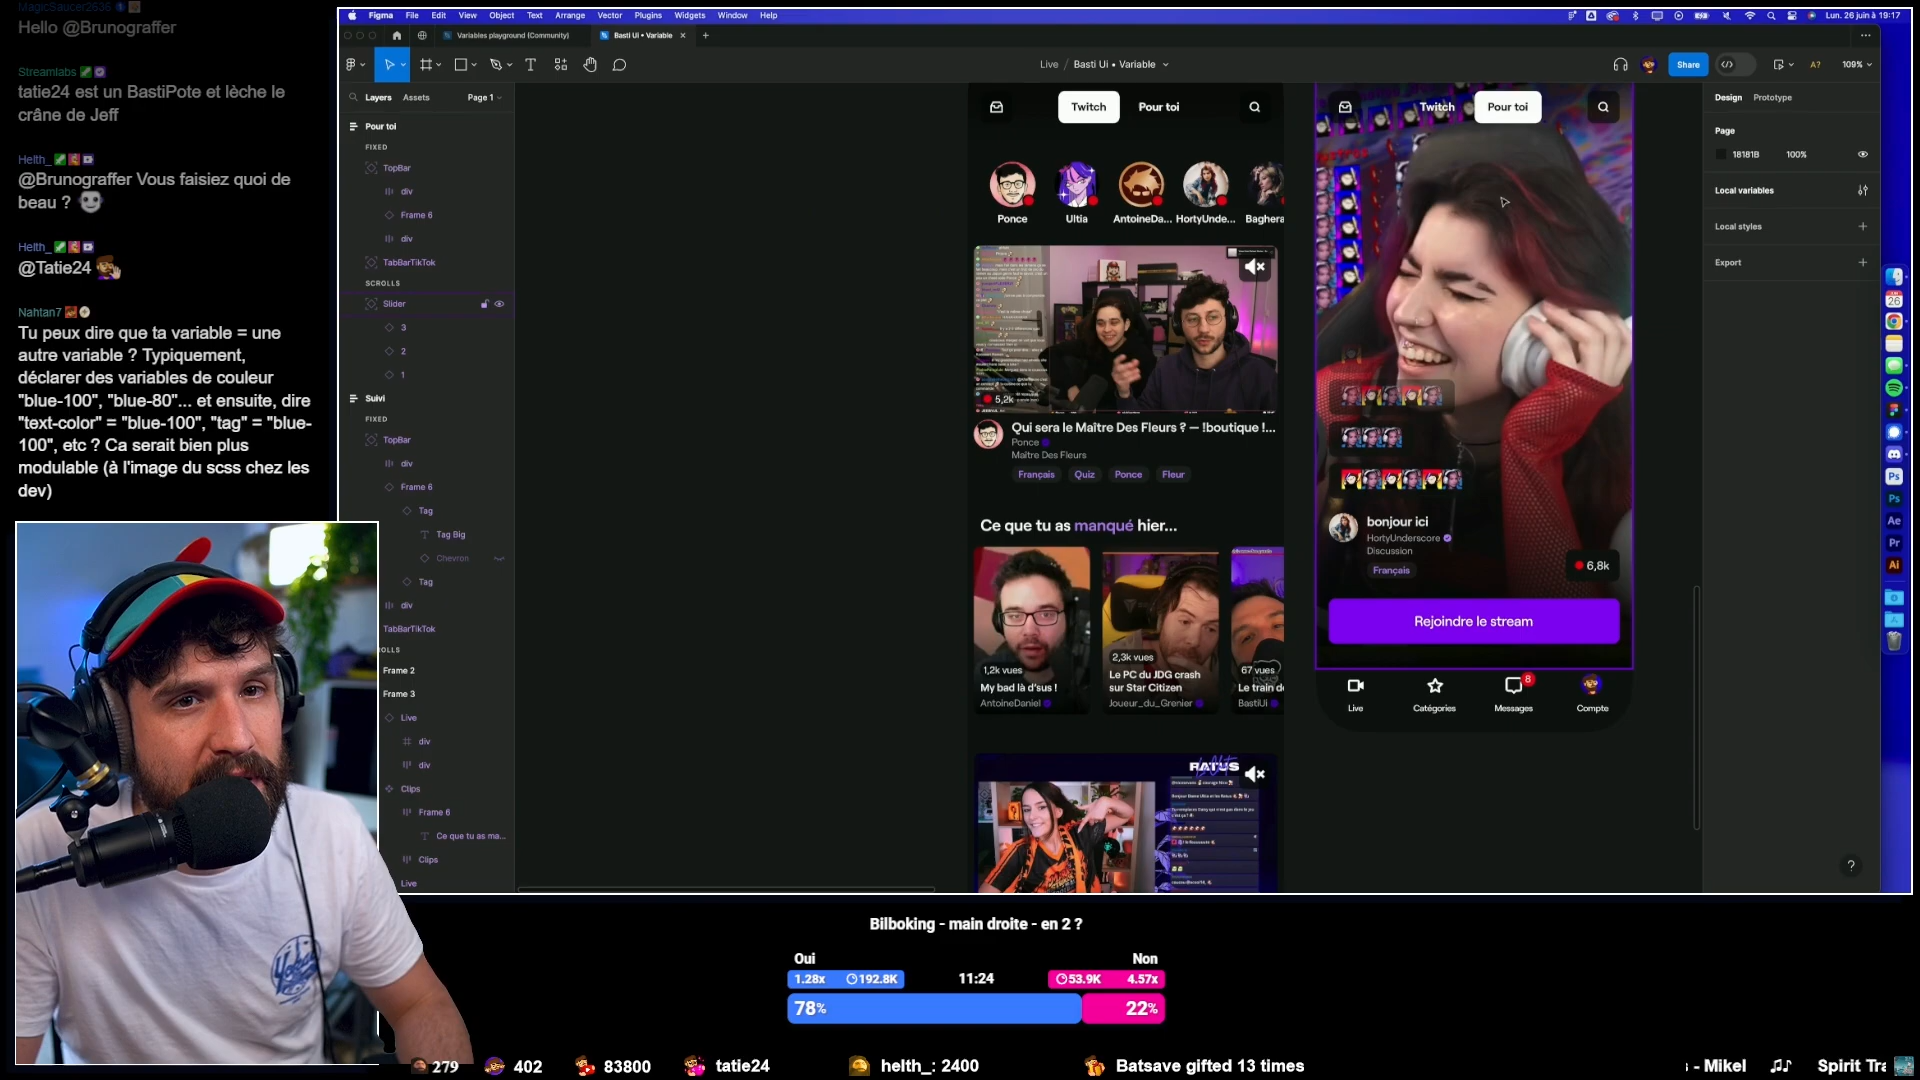 MagicSaucer2636
Hello @Brunograffer
Streamlabs
tatie24 est un BastiPote et lèche le
crâne de Jeff
Helth_
@Brunograffer Vous faisiez quoi de
beau ?
Helth_
@Tatie24
Nahtan7
Tu peux dire que ta variable = une
autre variable ? Typiquement,
déclarer des variables de couleur
"blue-100", "blue-80"... et ensuite, dire
"text-color" = "blue-100", "tag" = "blue-
100", etc ? Ca serait bien plus
modulable (à l'image du scss chez les
dev)
Figma File Edit View Object Text Arrange Vector Plugins Widgets Window Help
Lun. 26 juin à 19:17
Variables playground (Community)
Basti Ui • Variable
Live / Basti Ui • Variable
Share
A?
109%
Layers Assets Page 1
Pour toi
FIXED
TopBar
div
Frame 6
div
TabBarTikTok
SCROLLS
Slider
3
2
1
Suivi
FIXED
TopBar
div
Frame 6
Tag
Tag Big
Chevron
Tag
div
TabBarTikTok
OLLS
Frame 2
Frame 3
Live
div
div
Clips
Frame 6
Ce que tu as ma...
Clips
Live
Twitch Pour toi
Ponce Ultia AntoineDa... HortyUnde... Baghera
5,2k
Qui sera le Maître Des Fleurs ? — !boutique !...
Ponce
Maître Des Fleurs
Français Quiz Ponce Fleur
Ce que tu as manqué hier...
1,2k vues
My bad là d'sus !
AntoineDaniel
2,3k vues
Le PC du JDG crash
sur Star Citizen
Joueur_du_Grenier
67 vues
Le train d
BastiUi
RATUS
Twitch Pour toi
bonjour ici
HortyUnderscore
Discussion
Français
6,8k
Rejoindre le stream
8
Live Catégories Messages Compte
Design Prototype
Page
18181B 100%
Local variables
Local styles
Export
26
Ps
Ps
Ae
Pr
Ai
?
Bilboking - main droite - en 2 ?
Oui Non
1.28x 192.8K 11:24 53.9K 4.57x
78% 22%
279 402 83800 tatie24 helth_: 2400 Batsave gifted 13 times - Mikel Spirit Tra